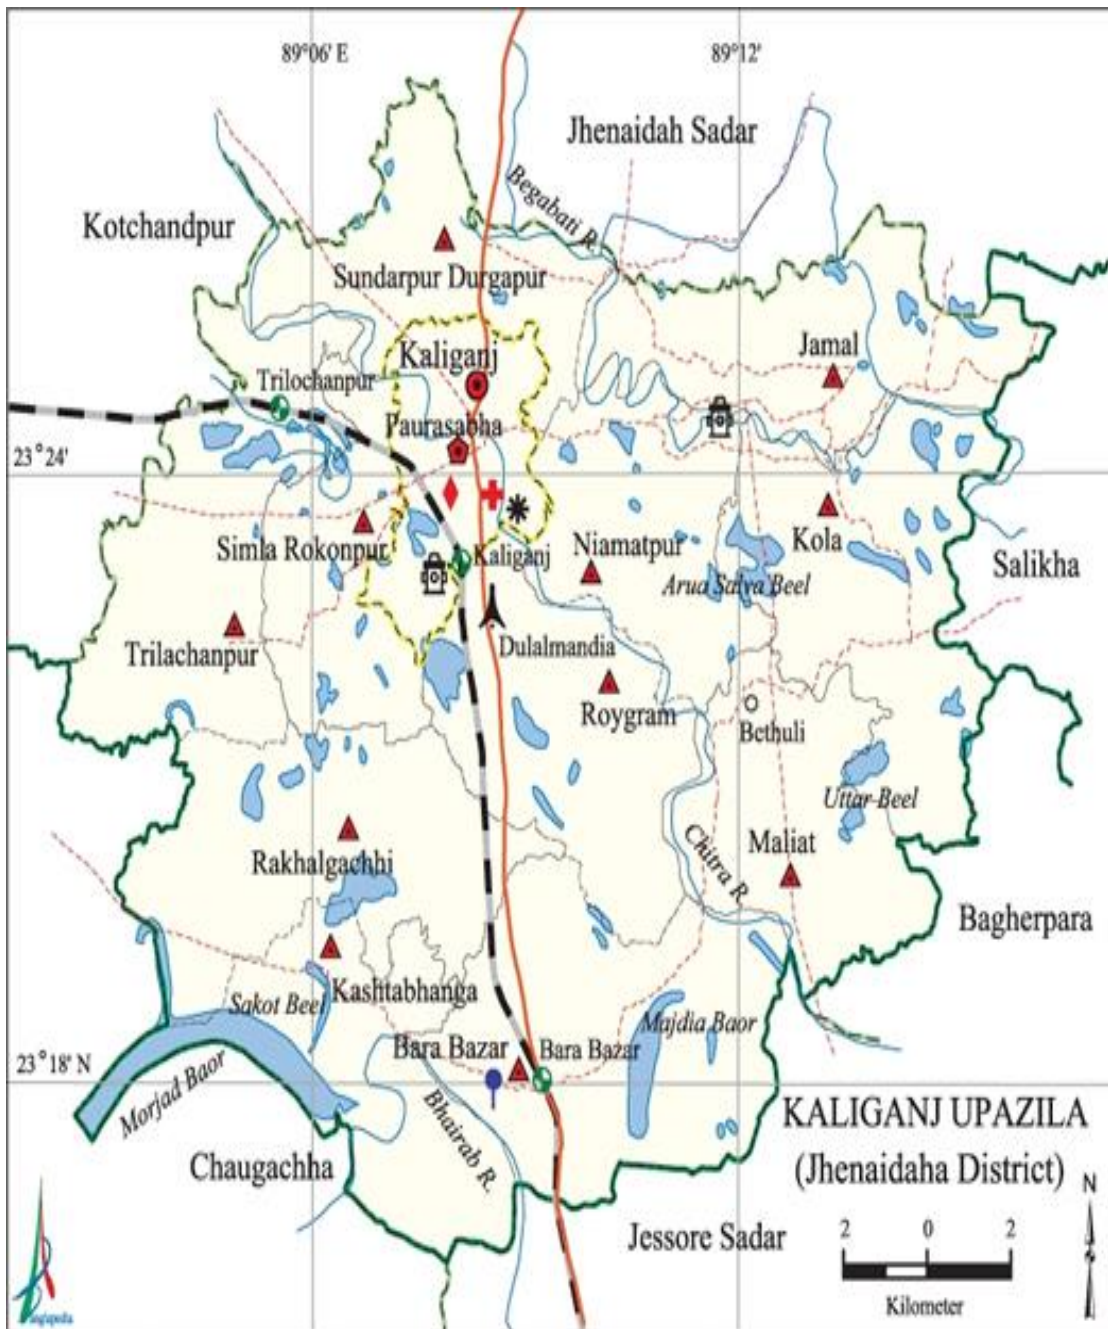 89°06' E
89°12'
Jhenaidah Sadar
Begabati R.
Kotchandpur
Sundarpur Durgapur
Kaliganj
Jamal
Trilochanpur
Paurasabha
23°24'
Simla Rokonpur
Kaliganj
Niamatpur
Kola
Arua Salva Beel
Salikha
Trilachanpur
Dulalmandia
Roygram
Bethuli
Uttar Beel
Chitra R.
Maliat
Rakhalgachhi
Bagherpara
Kashtabhanga
Sakot Beel
Majdia Baor
Bara Bazar
Bara Bazar
23°18' N
Morjad Baor
Bhairab R.
Chaugachha
KALIGANJ UPAZILA
(Jhenaidaha District)
N
Jessore Sadar
2 0 2
Kilometer